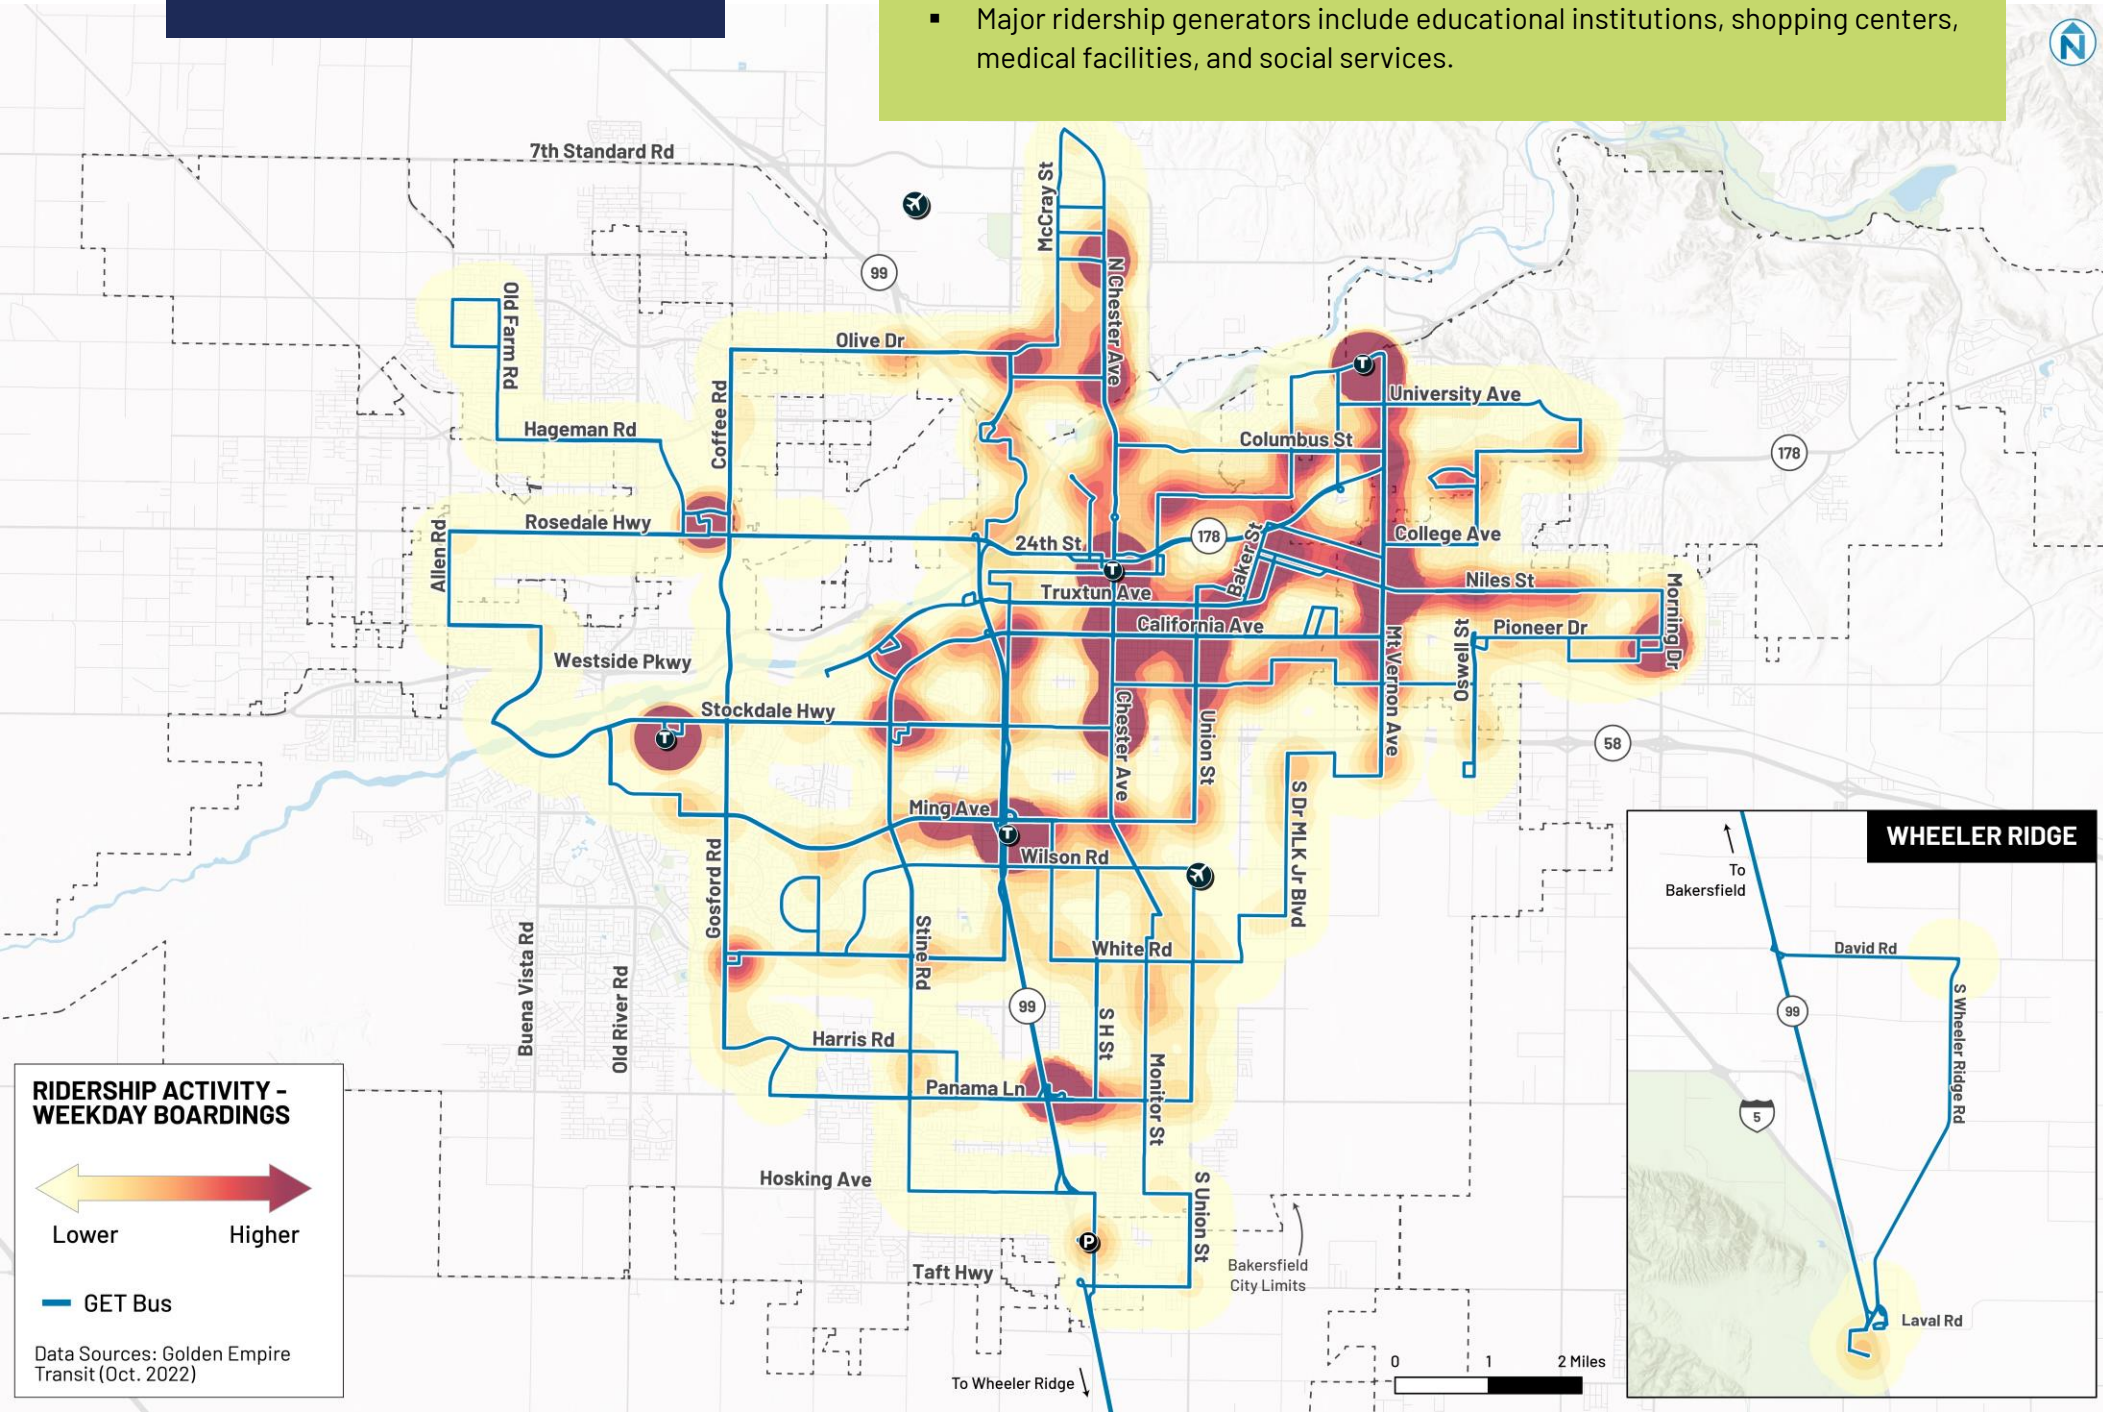 ▪ Major ridership generators include educational institutions, shopping centers,
medical facilities, and social services.
N
7th Standard Rd
McCray St
99
N Chester Ave
Old Farm Rd
Olive Dr
Coffee Rd
T
University Ave
Hageman Rd
Columbus St
178
Rosedale Hwy
Allen Rd
24th St
178
Baker St
College Ave
T
Truxtun Ave
Niles St
Morning Dr
California Ave
Pioneer Dr
Oswell St
Mt Vernon Ave
Westside Pkwy
Stockdale Hwy
T
Chester Ave
Union St
58
Ming Ave
T
Wilson Rd
S Dr MLK Jr Blvd
Gosford Rd
Stine Rd
White Rd
Buena Vista Rd
Old River Rd
99
S H St
Harris Rd
Panama Ln
Monitor St
Hosking Ave
S Union St
P
Taft Hwy
Bakersfield
City Limits
To Wheeler Ridge
0 1 2 Miles
RIDERSHIP ACTIVITY -
WEEKDAY BOARDINGS
Lower Higher
GET Bus
Data Sources: Golden Empire
Transit (Oct. 2022)
WHEELER RIDGE
To
Bakersfield
David Rd
99
S Wheeler Ridge Rd
5
Laval Rd